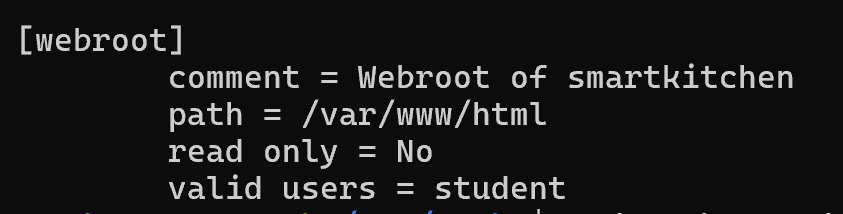 [webroot]
comment = Webroot of smartkitchen
path = /var/www/html
read only = No
valid users = student